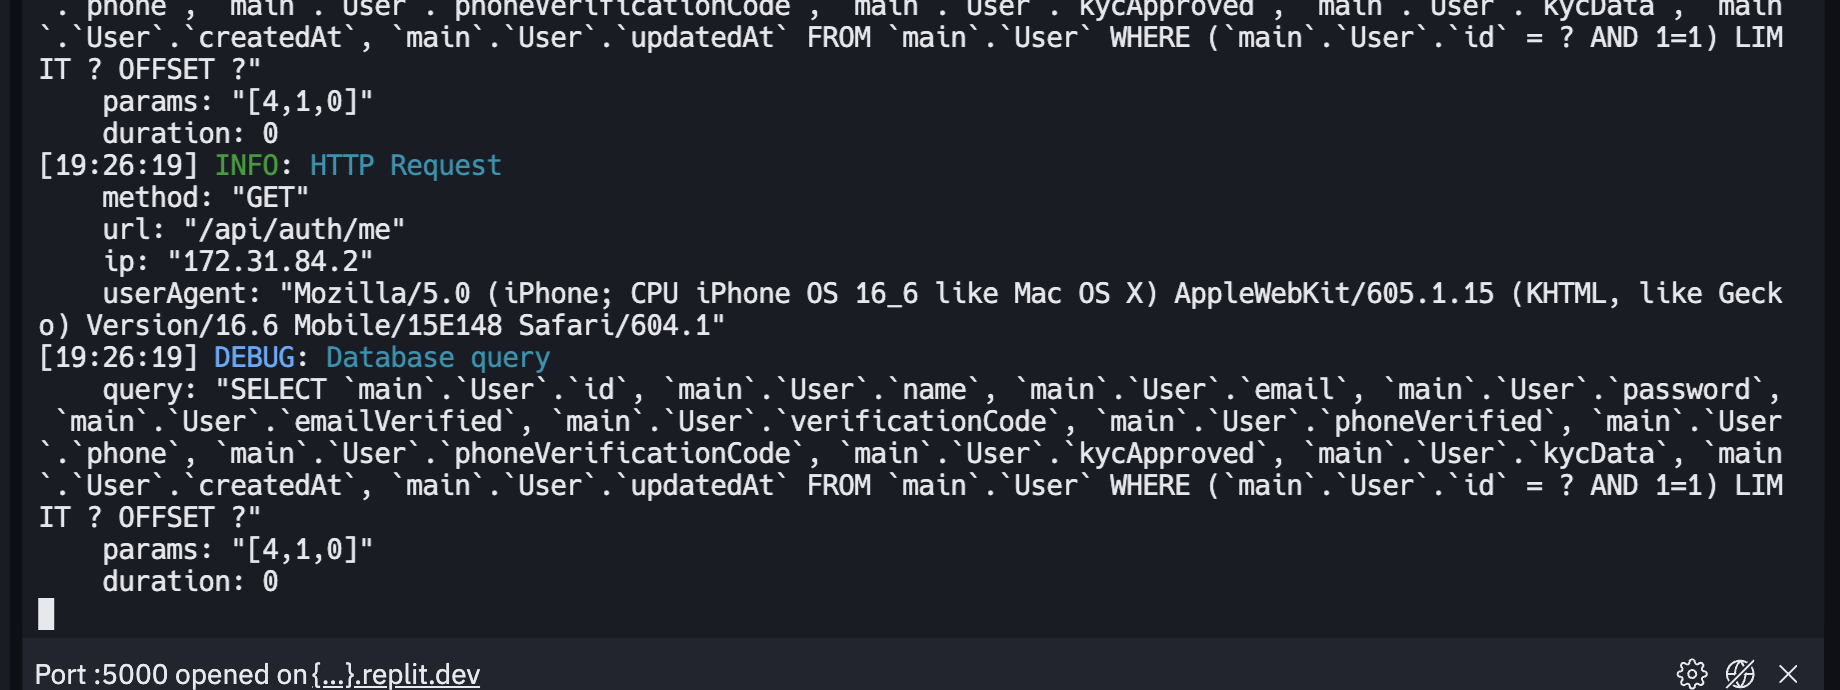 `.`phone`, `main`.`User`.`phoneVerificationCode`, `main`.`User`.`kycApproved`, `main`.`User`.`kycData`, `main
`.`User`.`createdAt`, `main`.`User`.`updatedAt` FROM `main`.`User` WHERE (`main`.`User`.`id` = ? AND 1=1) LIM
IT ? OFFSET ?"
    params: "[4,1,0]"
    duration: 0
[19:26:19] INFO: HTTP Request
    method: "GET"
    url: "/api/auth/me"
    ip: "172.31.84.2"
    userAgent: "Mozilla/5.0 (iPhone; CPU iPhone OS 16_6 like Mac OS X) AppleWebKit/605.1.15 (KHTML, like Geck
o) Version/16.6 Mobile/15E148 Safari/604.1"
[19:26:19] DEBUG: Database query
    query: "SELECT `main`.`User`.`id`, `main`.`User`.`name`, `main`.`User`.`email`, `main`.`User`.`password`,
 `main`.`User`.`emailVerified`, `main`.`User`.`verificationCode`, `main`.`User`.`phoneVerified`, `main`.`User
`.`phone`, `main`.`User`.`phoneVerificationCode`, `main`.`User`.`kycApproved`, `main`.`User`.`kycData`, `main
`.`User`.`createdAt`, `main`.`User`.`updatedAt` FROM `main`.`User` WHERE (`main`.`User`.`id` = ? AND 1=1) LIM
IT ? OFFSET ?"
    params: "[4,1,0]"
    duration: 0
Port :5000 opened on {...}.replit.dev